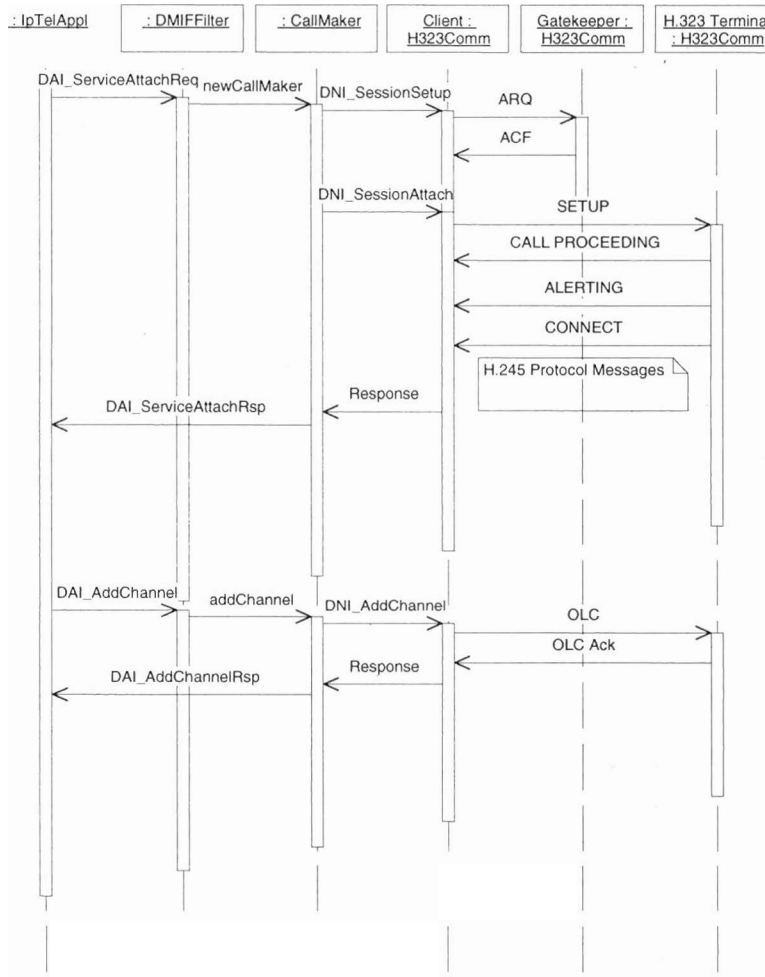 : IpTelAppl
: DMIFFilter
: CallMaker
Client :
H323Comm
Gatekeeper :
H323Comm
H.323 Termina
: H323Comm
DAI_ServiceAttachReq
newCallMaker
DNI_SessionSetup
ARQ
ACF
DNI_SessionAttach
SETUP
CALL PROCEEDING
ALERTING
CONNECT
H.245 Protocol Messages
Response
DAI_ServiceAttachRsp
DAI_AddChannel
addChannel
DNI_AddChannel
OLC
OLC Ack
Response
DAI_AddChannelRsp